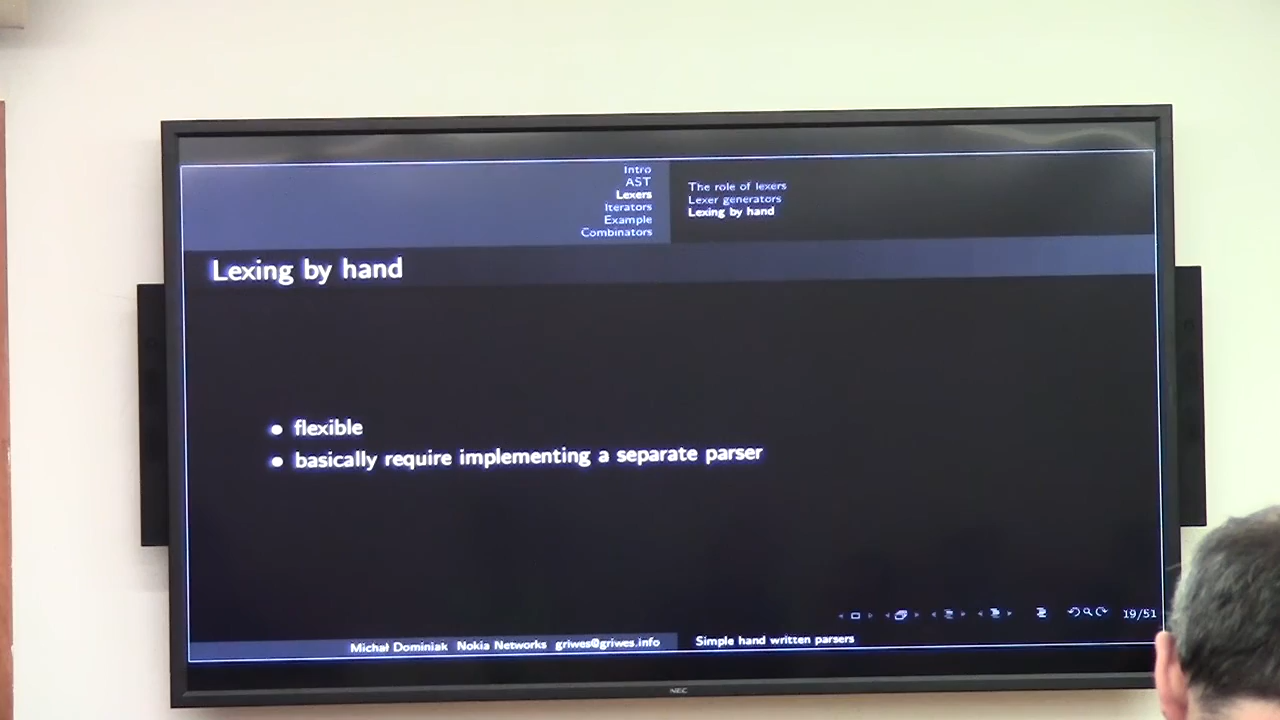 Intro
AST
Lexers
Iterators
Example
Combinators
The role of lexers
Lexer generators
Lexing by hand
Lexing by hand
• flexible
• basically require implementing a separate parser
19/51
Michał Dominiak Nokia Networks griwes@griwes.info
Simple hand written parsers
NEC